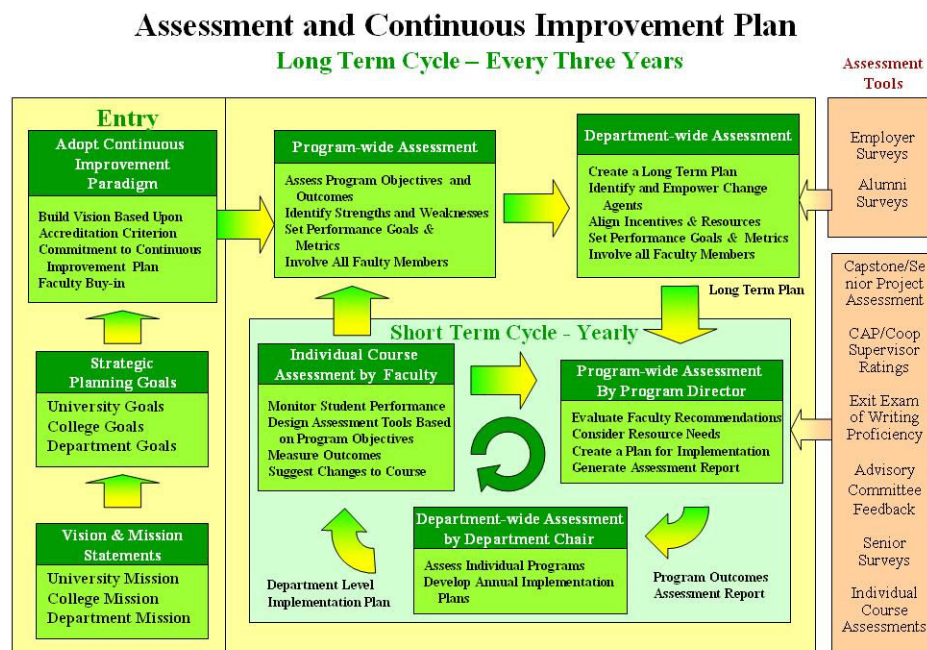 Assessment and Continuous Improvement Plan
Long Term Cycle – Every Three Years
Entry
Adopt Continuous
Improvement
Paradigm
Build Vision Based Upon
Accreditation Criterion
Commitment to Continuous
Improvement Plan
Faculty Buy-in
Strategic
Planning Goals
University Goals
College Goals
Department Goals
Vision & Mission
Statements
University Mission
College Mission
Department Mission
Program-wide Assessment
Assess Program Objectives and
Outcomes
Identify Strengths and Weaknesses
Set Performance Goals &
Metrics
Involve All Faulty Members
Department-wide Assessment
Create a Long Term Plan
Identify and Empower Change
Agents
Align Incentives & Resources
Set Performance Goals & Metrics
Involve all Faculty Members
Long Term Plan
Short Term Cycle - Yearly
Individual Course
Assessment by Faculty
Monitor Student Performance
Design Assessment Tools Based
on Program Objectives
Measure Outcomes
Suggest Changes to Course
Program-wide Assessment
By Program Director
Evaluate Faculty Recommendations
Consider Resource Needs
Create a Plan for Implementation
Generate Assessment Report
Department-wide Assessment
by Department Chair
Assess Individual Programs
Develop Annual Implementation
Plans
Department Level
Implementation Plan
Program Outcomes
Assessment Report
Assessment
Tools
Employer
Surveys
Alumni
Surveys
Capstone/Se
nior Project
Assessment
CAP/Coop
Supervisor
Ratings
Exit Exam
of Writing
Proficiency
Advisory
Committee
Feedback
Senior
Surveys
Individual
Course
Assessments